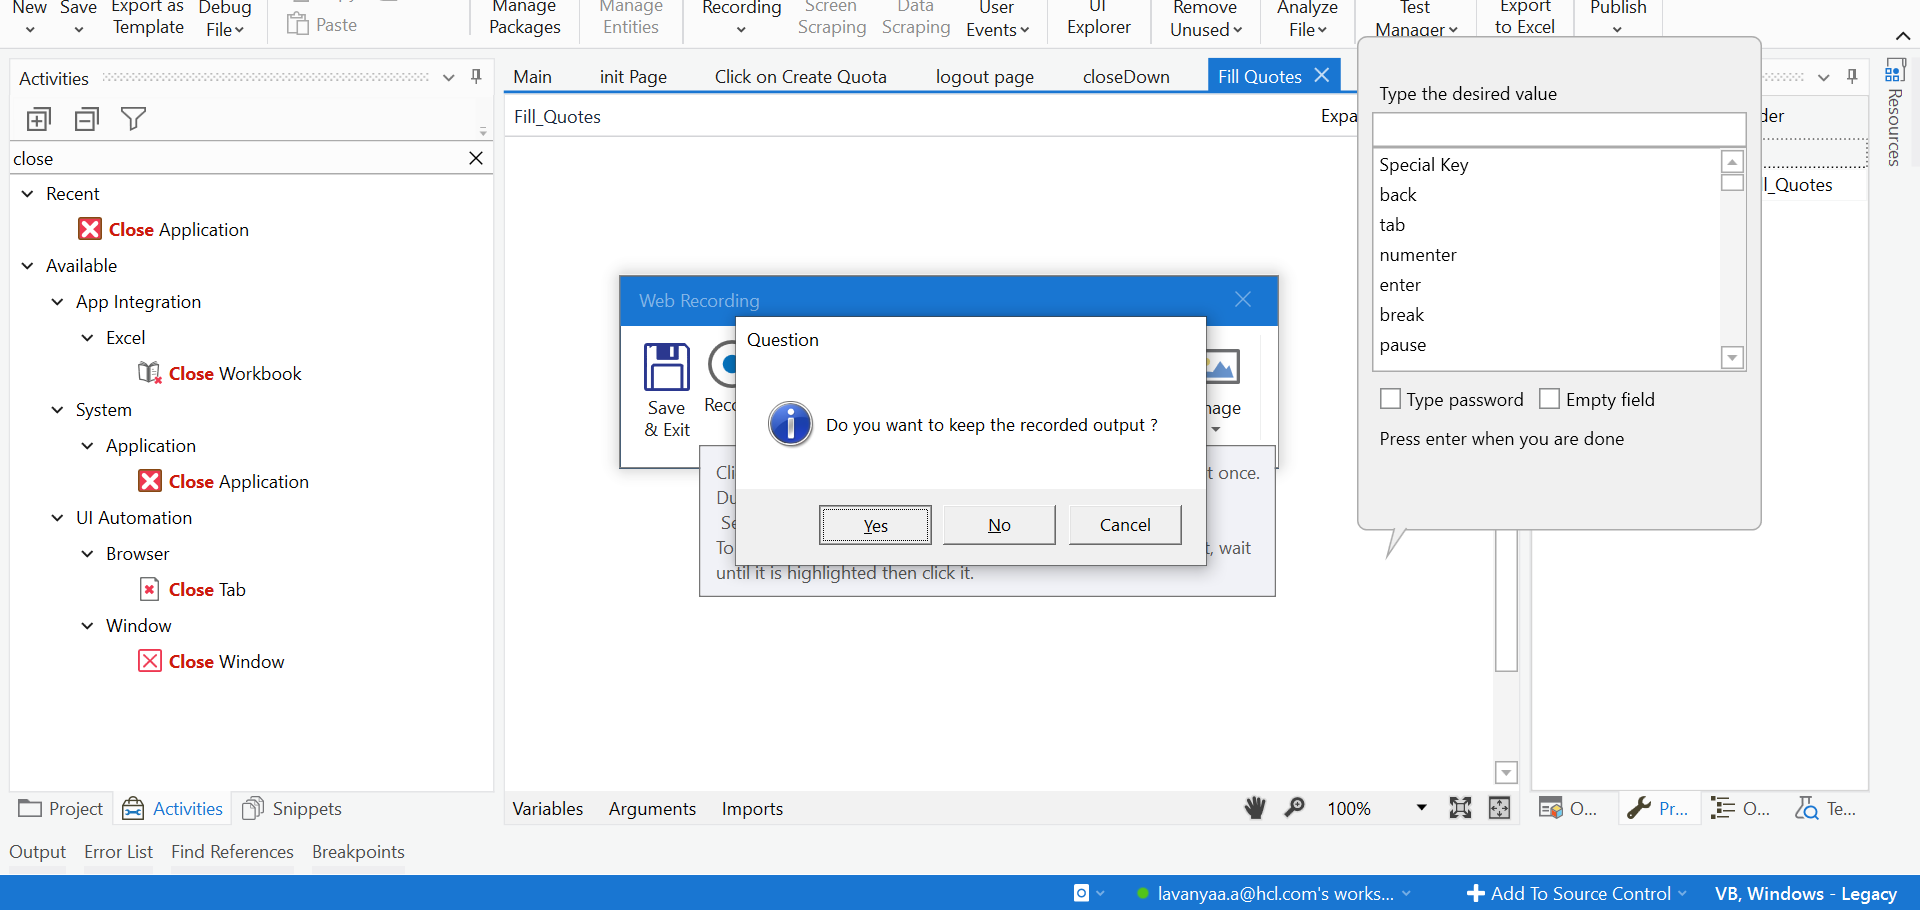 New
Save
Export as
Template
Debug
File
Paste
Manage
Packages
Manage
Entities
Recording
Screen
Scraping
Data
Scraping
User
Events
UI
Explorer
Remove
Unused
Analyze
File
Test
Manager
Export
to Excel
Publish
Activities
Main
init Page
Click on Create Quota
logout page
closeDown
Fill Quotes
Fill_Quotes
Expa
close
Recent
Close Application
Available
App Integration
Excel
Close Workbook
System
Application
Close Application
UI Automation
Browser
Close Tab
Window
Close Window
Web Recording
Save
& Exit
Reco
Question
Do you want to keep the recorded output ?
Yes
No
Cancel
nage
Cli
t once.
Du
Se
To
t, wait
until it is highlighted then click it.
Type the desired value
Special Key
back
tab
numenter
enter
break
pause
Type password
Empty field
Press enter when you are done
der
l_Quotes
Resources
Project
Activities
Snippets
Variables
Arguments
Imports
100%
O...
Pr...
O...
Te...
Output
Error List
Find References
Breakpoints
lavanyaa.a@hcl.com's works...
Add To Source Control
VB, Windows - Legacy